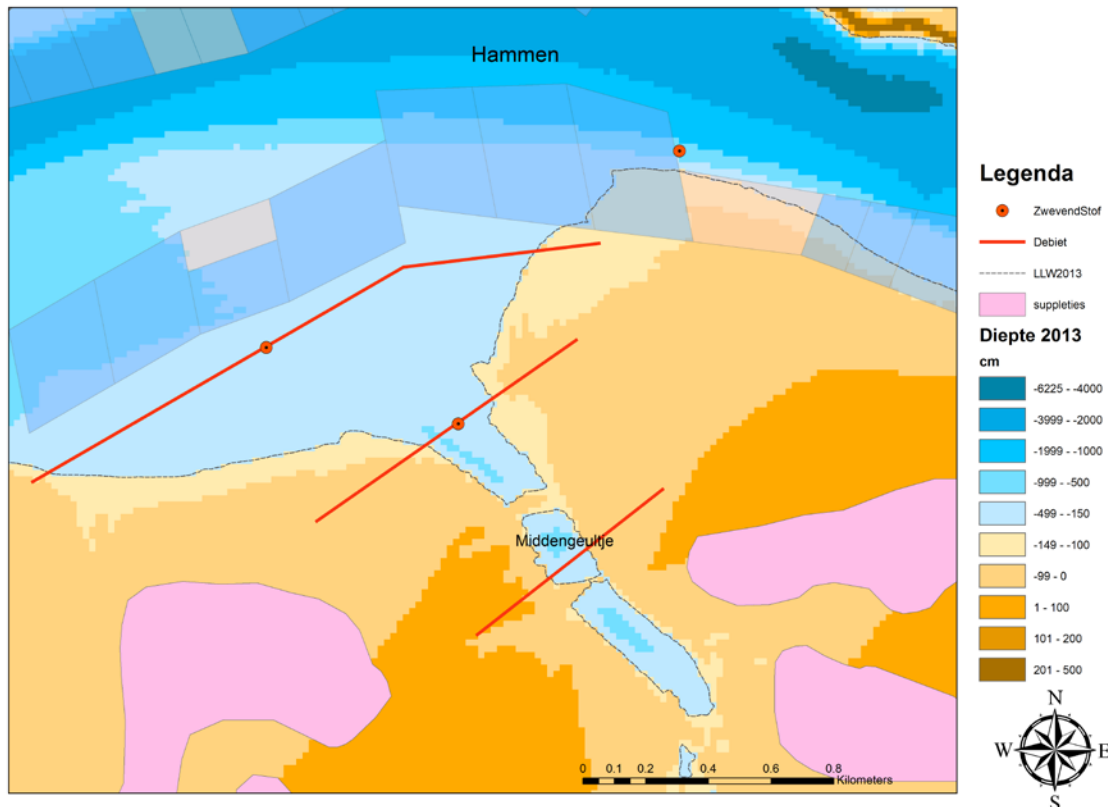 Hammen
Middengeultje
0 0.1 0.2 0.4 0.6 0.8
Kilometers
Legenda
ZwevendStof
Debiet
LLW2013
suppleties
Diepte 2013
cm
-6225 - -4000
-3999 - -2000
-1999 - -1000
-999 - -500
-499 - -150
-149 - -100
-99 - 0
1 - 100
101 - 200
201 - 500
N
W E
S